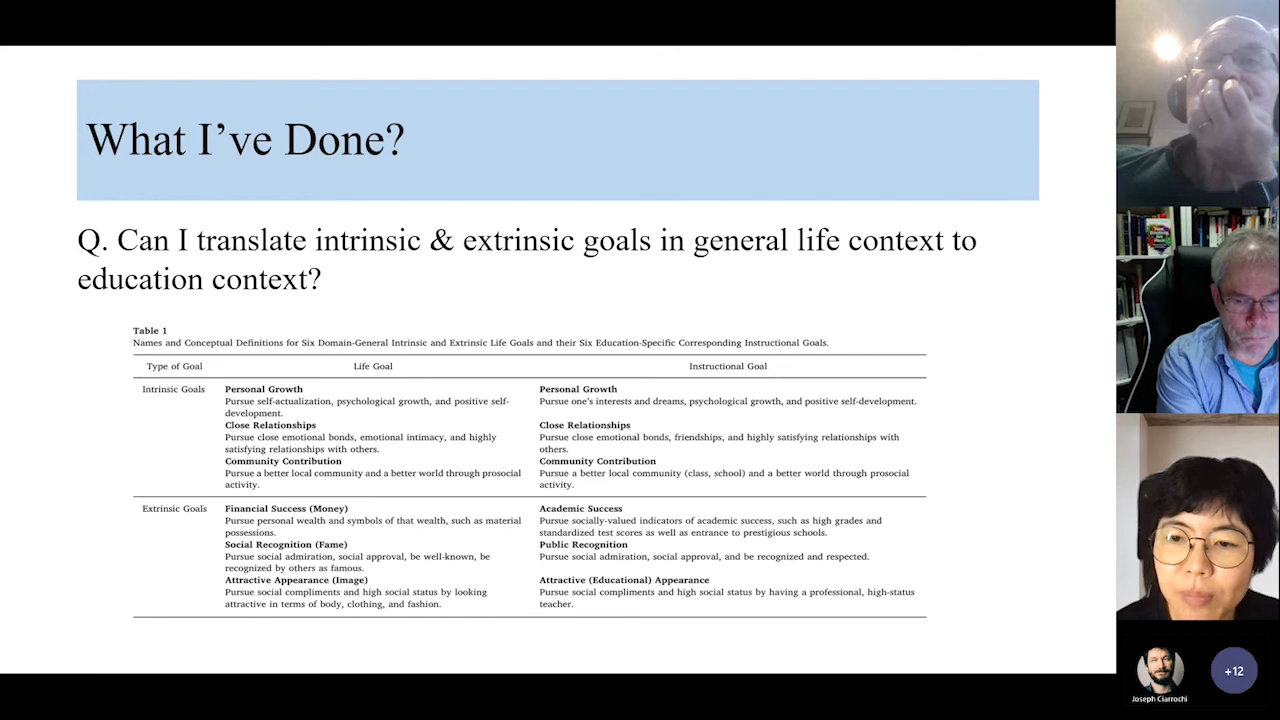 What I’ve Done?
Q. Can I translate intrinsic & extrinsic goals in general life context to
education context?
Table 1
Names and Conceptual Definitions for Six Domain-General Intrinsic and Extrinsic Life Goals and their Six Education-Specific Corresponding Instructional Goals.
Type of Goal Life Goal Instructional Goal
Intrinsic Goals Personal Growth Personal Growth
Pursue self-actualization, psychological growth, and positive self- Pursue one’s interests and dreams, psychological growth, and positive self-development.
development.
Close Relationships Close Relationships
Pursue close emotional bonds, emotional intimacy, and highly Pursue close emotional bonds, friendships, and highly satisfying relationships with
satisfying relationships with others. others.
Community Contribution Community Contribution
Pursue a better local community and a better world through prosocial Pursue a better local community (class, school) and a better world through prosocial
activity. activity.
Extrinsic Goals Financial Success (Money) Academic Success
Pursue personal wealth and symbols of that wealth, such as material Pursue socially-valued indicators of academic success, such as high grades and
possessions. standardized test scores as well as entrance to prestigious schools.
Social Recognition (Fame) Public Recognition
Pursue social admiration, social approval, be well-known, be Pursue social admiration, social approval, and be recognized and respected.
recognized by others as famous.
Attractive Appearance (Image) Attractive (Educational) Appearance
Pursue social compliments and high social status by looking Pursue social compliments and high social status by having a professional, high-status
attractive in terms of body, clothing, and fashion. teacher.
+12
Joseph Ciarrochi